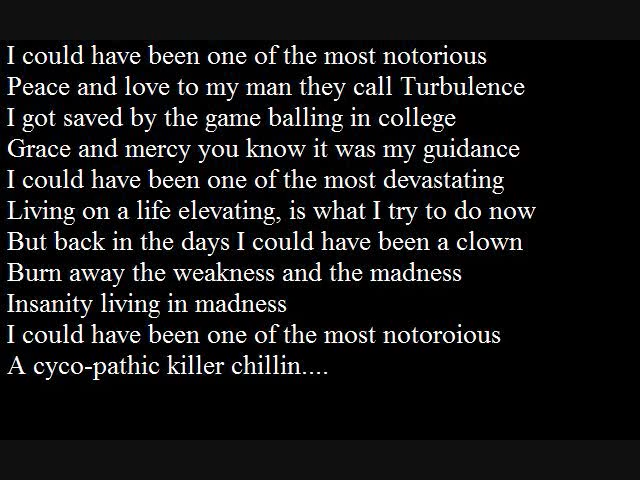 I could have been one of the most notorious
Peace and love to my man they call Turbulence
I got saved by the game balling in college
Grace and mercy you know it was my guidance
I could have been one of the most devastating
Living on a life elevating, is what I try to do now
But back in the days I could have been a clown
Burn away the weakness and the madness
Insanity living in madness
I could have been one of the most notoroious
A cyco-pathic killer chillin....